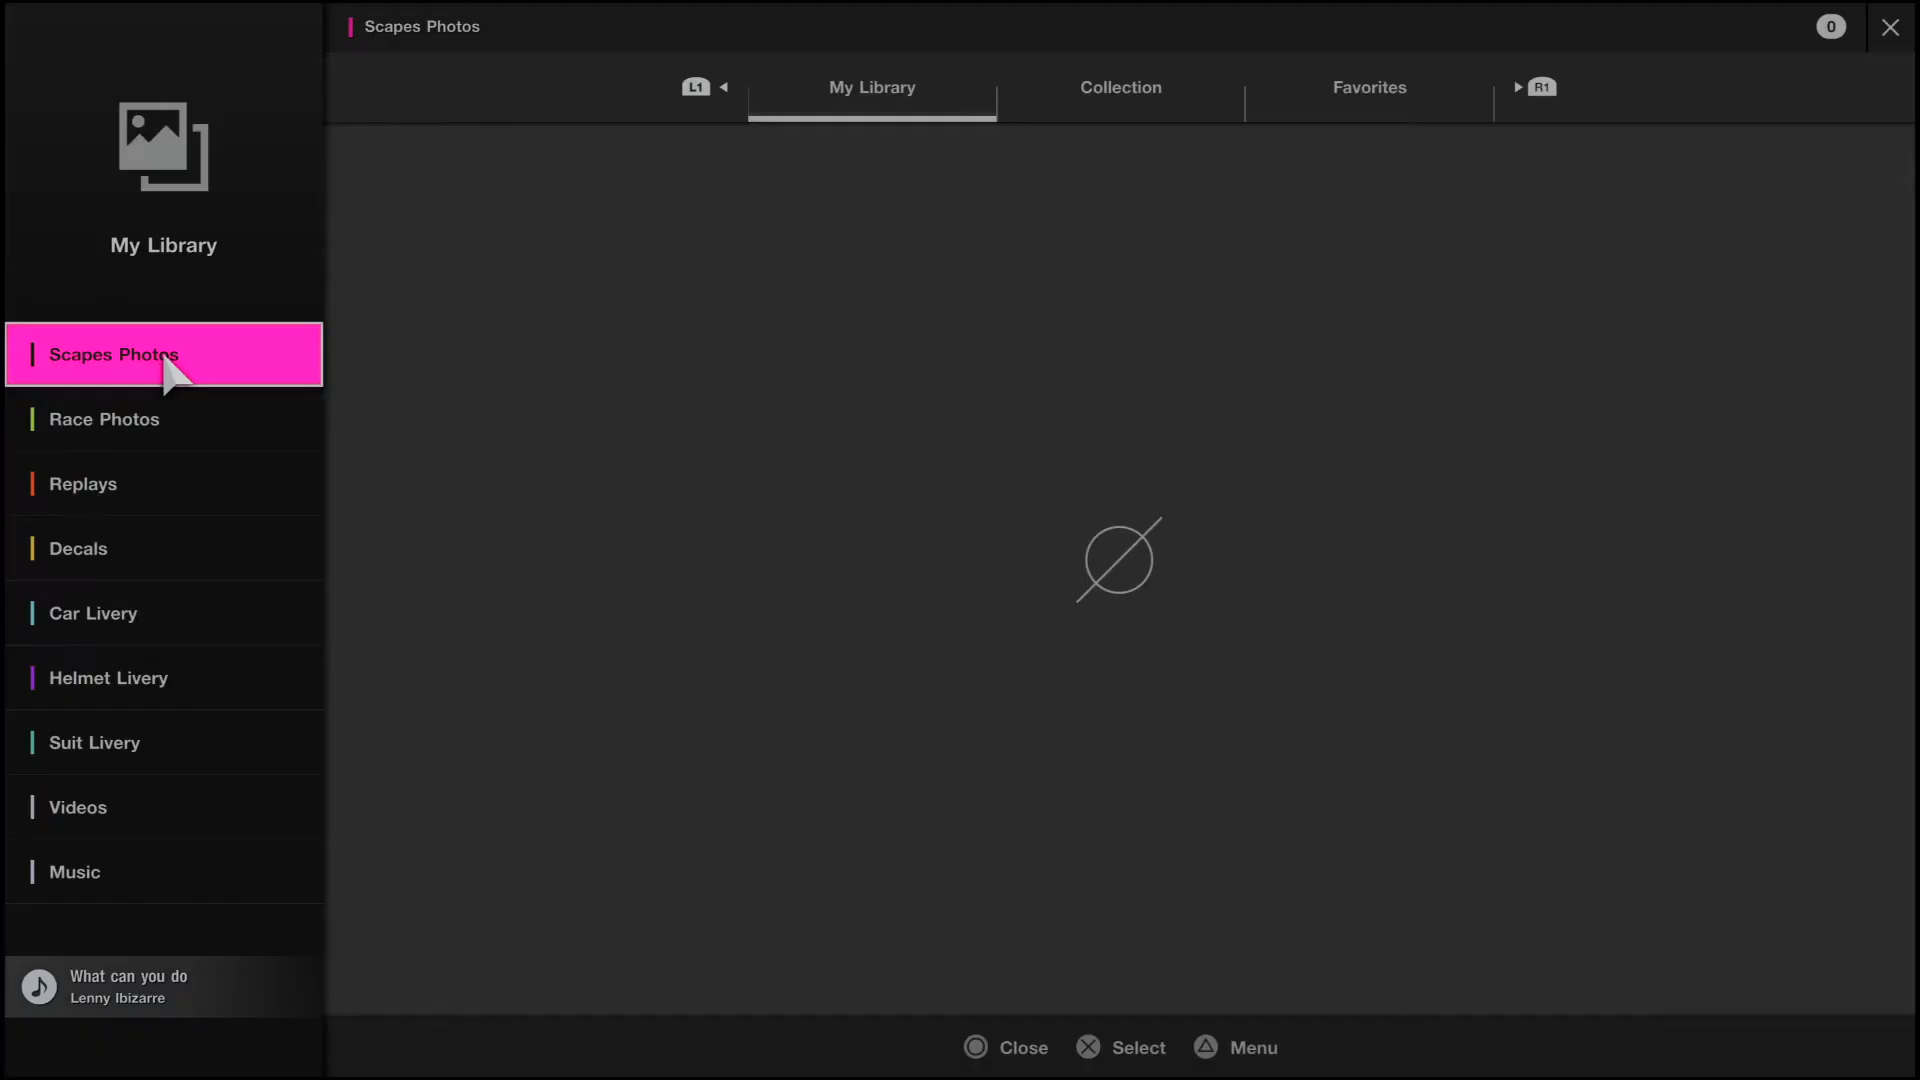 Scapes Photos
0
L1
My Library
Collection
Favorites
R1
My Library
Scapes Photos
Race Photos
Replays
Decals
Car Livery
Helmet Livery
Suit Livery
Videos
Music
What can you do
Lenny Ibizarre
Close
Select
Menu